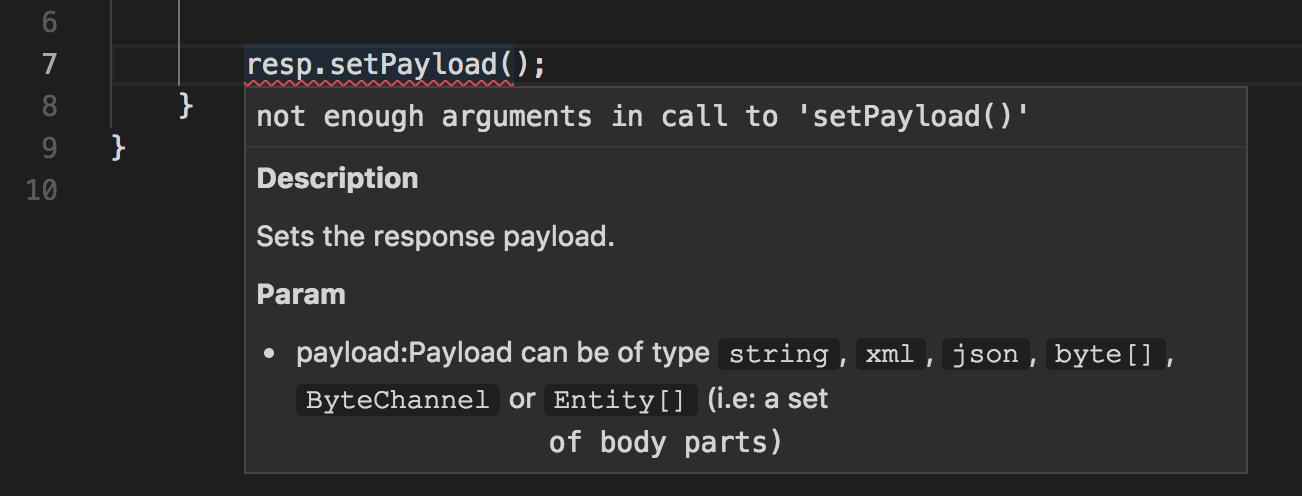 6
7 resp.setPayload();
8 }
9 }
10
not enough arguments in call to 'setPayload()'
Description
Sets the response payload.
Param
• payload:Payload can be of type string, xml, json, byte[],
ByteChannel or Entity[] (i.e: a set
of body parts)